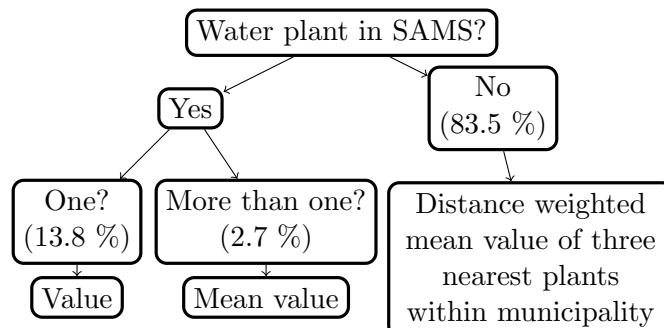 Water plant in SAMS?
Yes
No
(83.5 %)
One?
(13.8 %)
More than one?
(2.7 %)
Distance weighted
mean value of three
nearest plants
within municipality
Value
Mean value